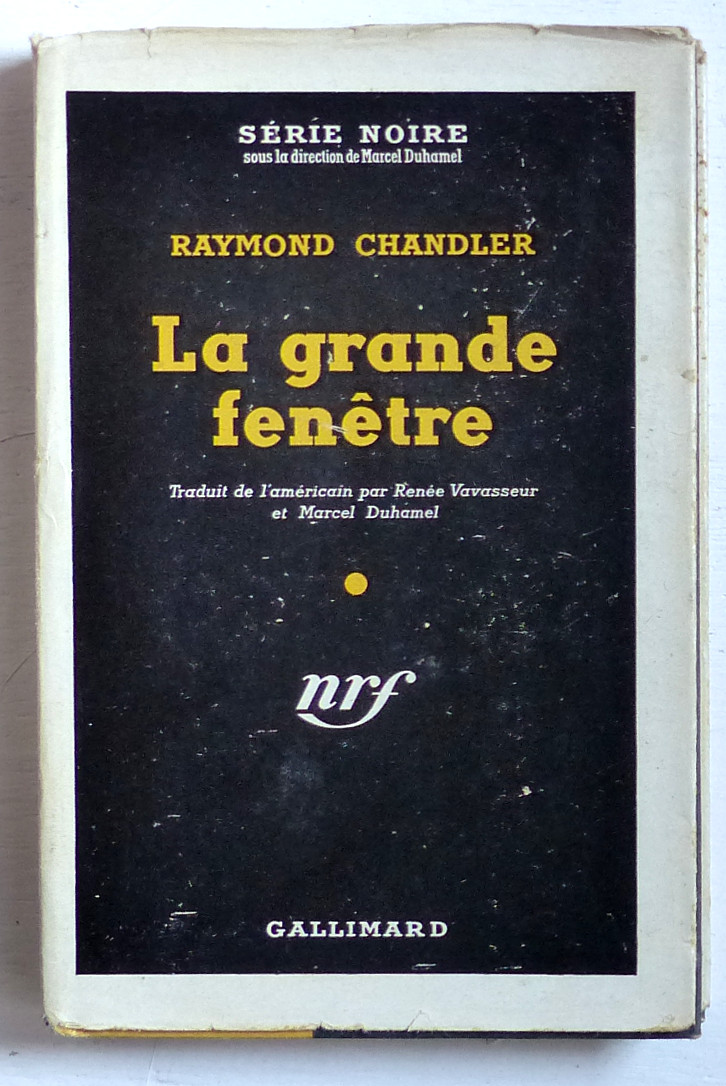 SÉRIE NOIRE
sous la direction de Marcel Duhamel
RAYMOND CHANDLER
La grande
fenêtre
Traduit de l'américain par Renée Vavasseur
et Marcel Duhamel
nrf
GALLIMARD